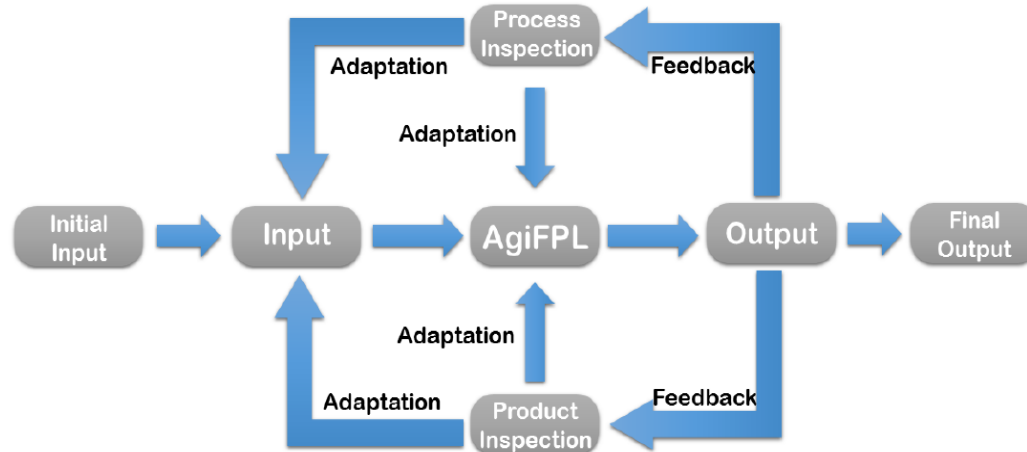 Process
Inspection
Adaptation
Feedback
Adaptation
Initial
Input
Input
AgiFPL
Output
Final
Output
Adaptation
Adaptation
Feedback
Product
Inspection